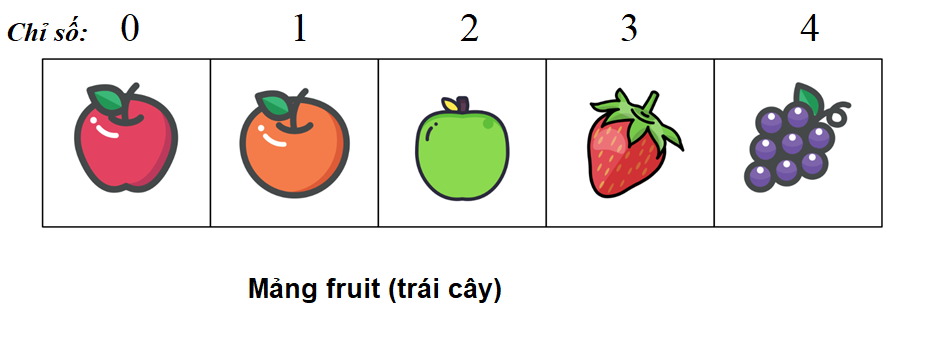 Chỉ số: 0 1 2 3 4
Mảng fruit (trái cây)